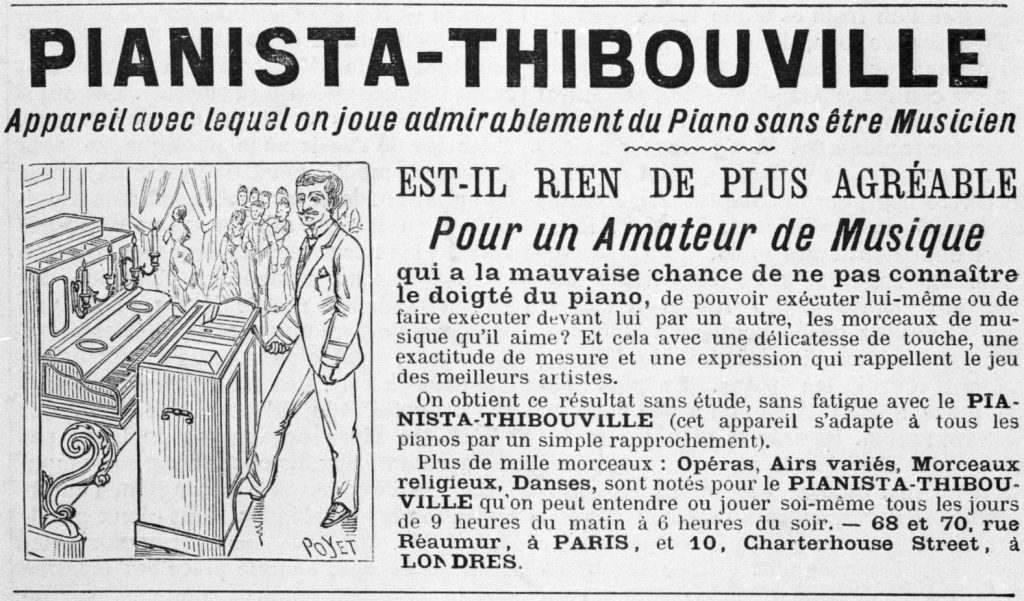 PIANISTA-THIBOUVILLE
Appareil avec lequel on joue admirablement du Piano sans être Musicien
EST-IL RIEN DE PLUS AGRÉABLE
Pour un Amateur de Musique
qui a la mauvaise chance de ne pas connaître
le doigté du piano, de pouvoir exécuter lui-même ou de
faire exécuter devant lui par un autre, les morceaux de mu-
sique qu'il aime? Et cela avec une délicatesse de touche, une
exactitude de mesure et une expression qui rappellent le jeu
des meilleurs artistes.
On obtient ce résultat sans étude, sans fatigue avec le PIA-
NISTA-THIBOUVILLE (cet appareil s'adapte à tous les
pianos par un simple rapprochement).
Plus de mille morceaux : Opéras, Airs variés, Morceaux
religieux, Danses, sont notés pour le PIANISTA-THIBOU-
VILLE qu'on peut entendre ou jouer soi-même tous les jours
de 9 heures du matin à 6 heures du soir. — 68 et 70, rue
Réaumur, à PARIS, et 10, Charterhouse Street, à
LONDRES.
POYET